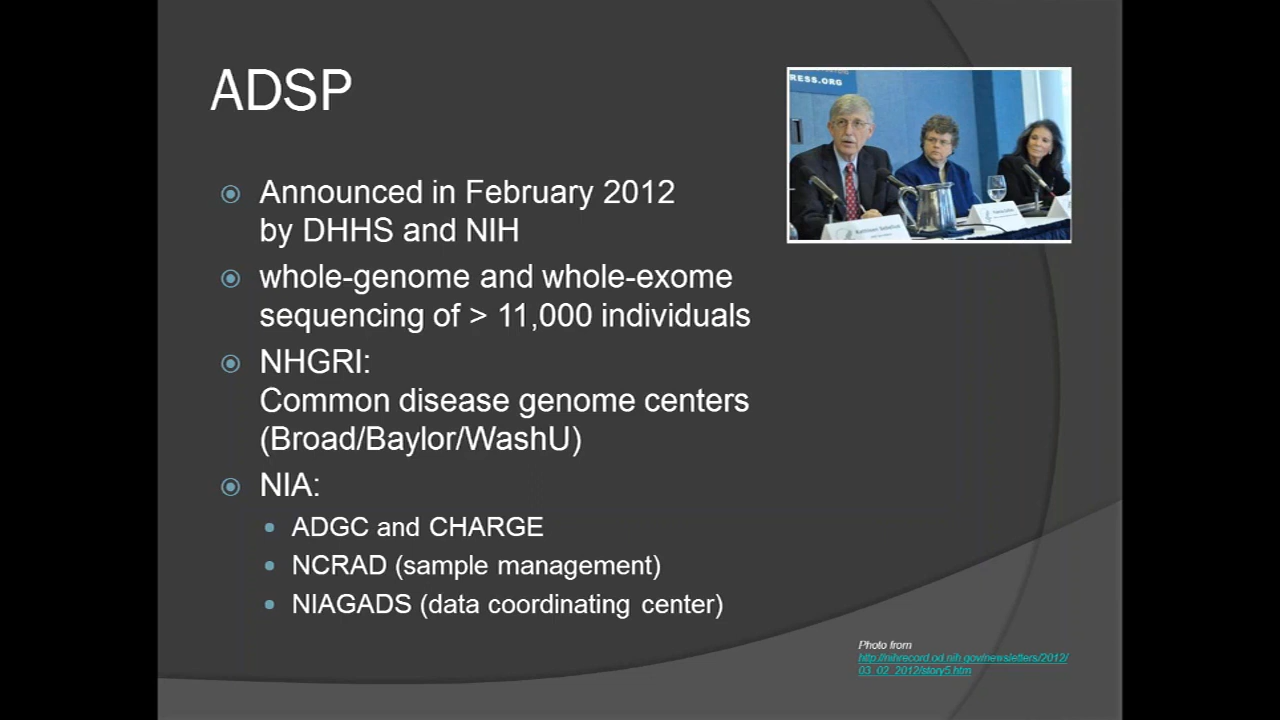 ADSP
RESS.ORG
Announced in February 2012
by DHHS and NIH
whole-genome and whole-exome
sequencing of > 11,000 individuals
NHGRI:
Common disease genome centers
(Broad/Baylor/WashU)
NIA:
ADGC and CHARGE
NCRAD (sample management)
NIAGADS (data coordinating center)
Photo from
http://nihrecord.od.nih.gov/newsletters/2012/
03_02_2012/story5.htm